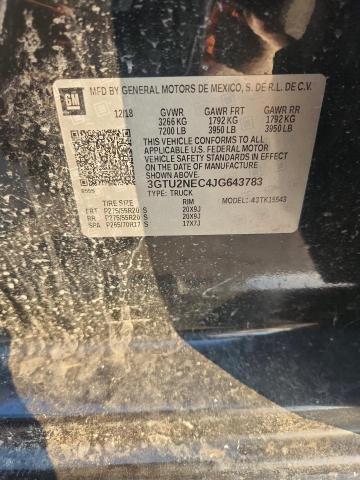 GM
MFD BY GENERAL MOTORS DE MEXICO, S. DE R.L. DE C.V.
12/18 GVWR GAWR FRT GAWR RR
3266 KG 1792 KG 1792 KG
7200 LB 3950 LB 3950 LB
THIS VEHICLE CONFORMS TO ALL
APPLICABLE U.S. FEDERAL MOTOR VEHICLE
SAFETY STANDARDS IN EFFECT
ON THE DATE OF MANUFACTURE
SHOWN ABOVE.
3GTU2NEC4JG643783
TYPE: TRUCK MODEL: 43TK15543
TIRE SIZE RIM
FRT P275/55R20 S 20X9J
RR P275/55R20 S 20X9J
SPA P265/70R17 S 17X7J